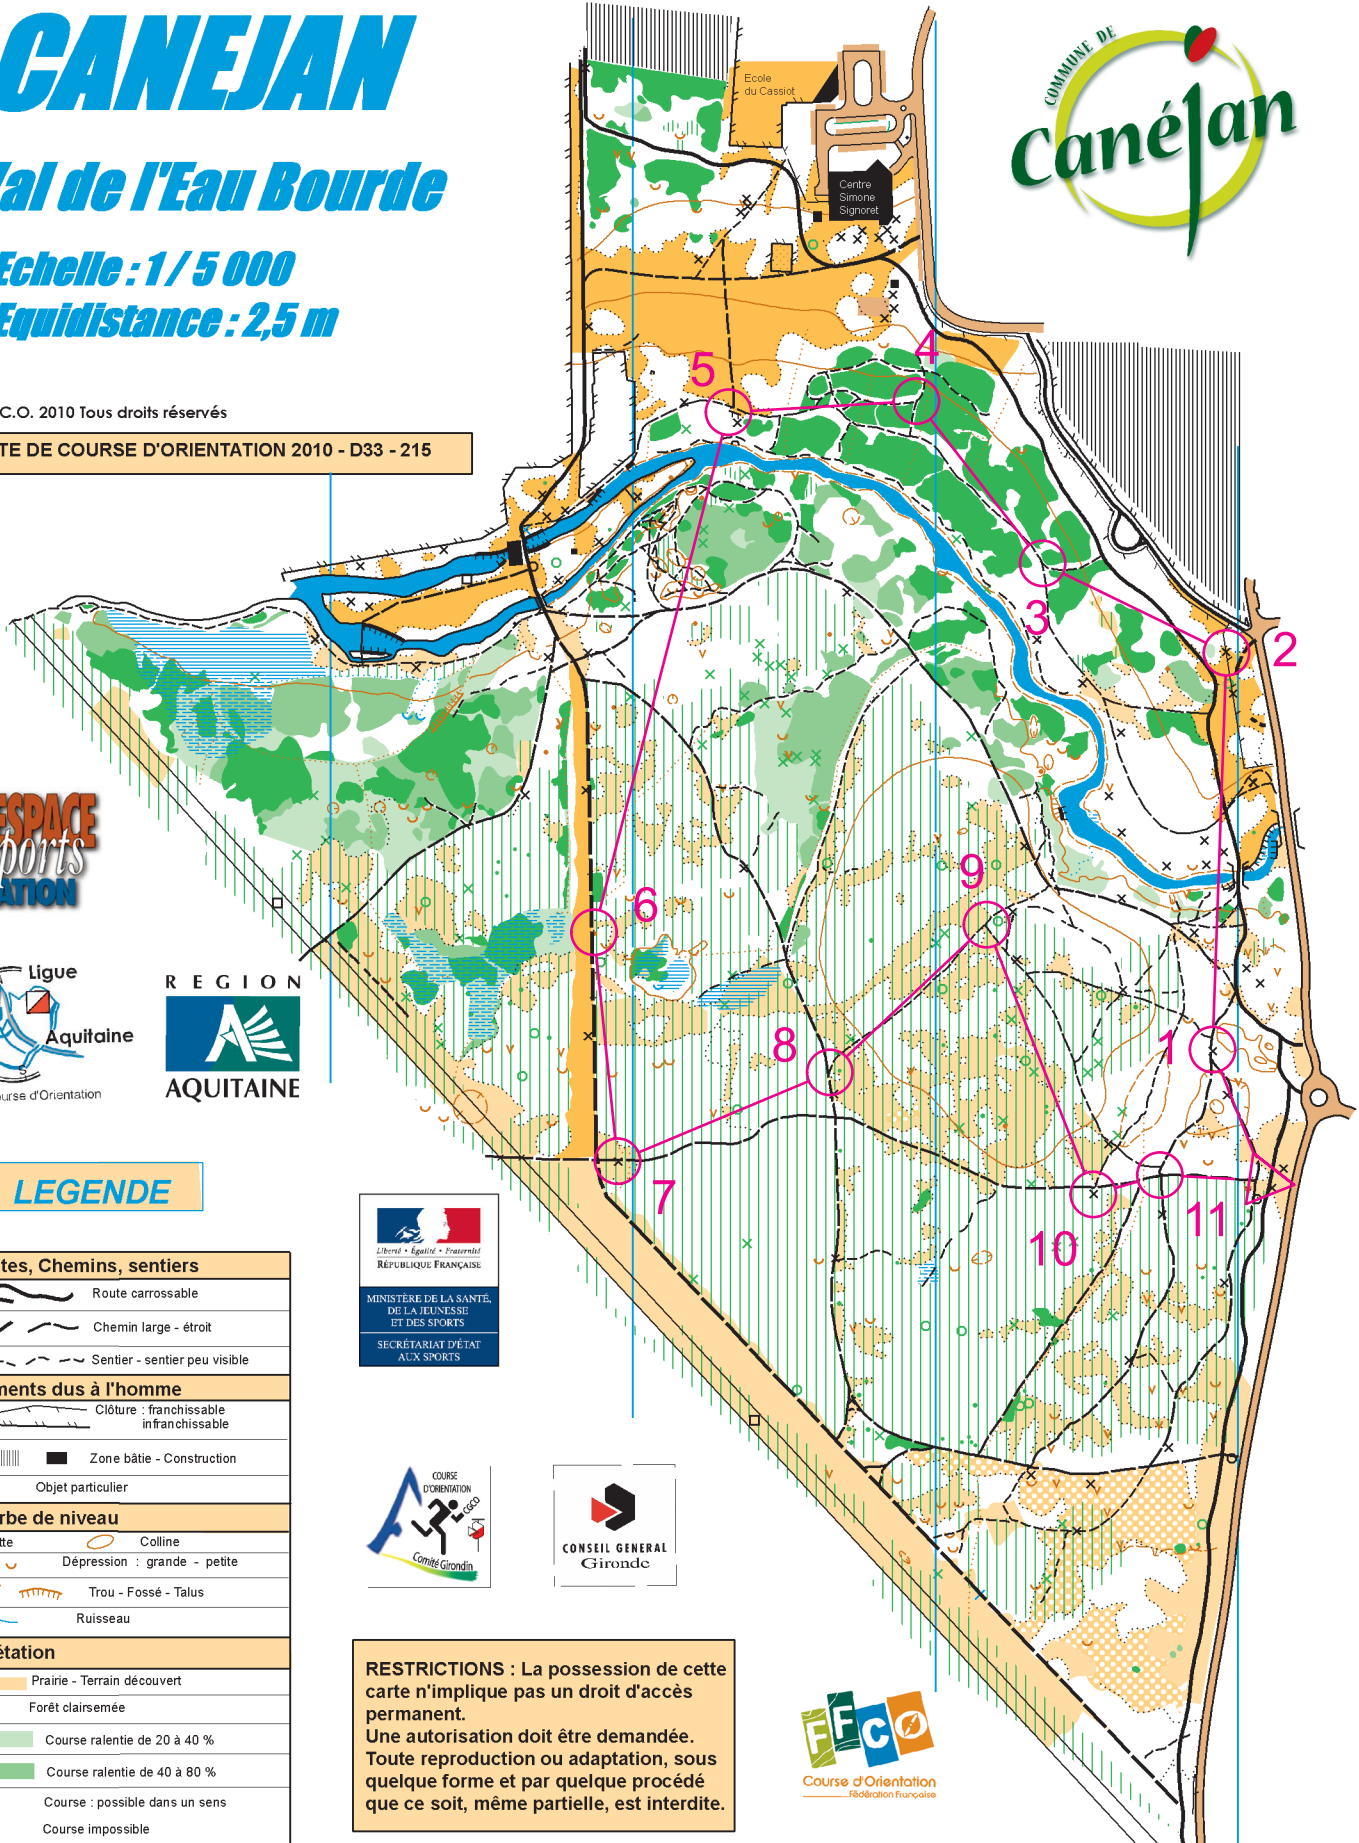 CANEJAN
al de l'Eau Bourde
Echelle : 1 / 5 000
Equidistance : 2,5 m
C.O. 2010 Tous droits réservés
TE DE COURSE D'ORIENTATION 2010 - D33 - 215
COMMUNE DE
Canéjan
Ecole
du Cassiot
Centre
Simone
Signoret
5
4
3
2
6
9
8
1
7
10
11
ESPACE
ports
ATION
Ligue
Aquitaine
urse d'Orientation
REGION
AQUITAINE
LEGENDE
tes, Chemins, sentiers
Route carrossable
Chemin large - étroit
Sentier - sentier peu visible
ments dus à l'homme
Clôture : franchissable
infranchissable
Zone bâtie - Construction
Objet particulier
rbe de niveau
tte
Colline
Dépression : grande - petite
Trou - Fossé - Talus
Ruisseau
étation
Prairie - Terrain découvert
Forêt clairsemée
Course ralentie de 20 à 40 %
Course ralentie de 40 à 80 %
Course : possible dans un sens
Course impossible
Liberté • Égalité • Fraternité
RÉPUBLIQUE FRANÇAISE
MINISTÈRE DE LA SANTÉ,
DE LA JEUNESSE
ET DES SPORTS
SECRÉTARIAT D'ÉTAT
AUX SPORTS
COURSE
D'ORIENTATION
CGCO
Comité Girondin
CONSEIL GENERAL
Gironde
RESTRICTIONS : La possession de cette
carte n'implique pas un droit d'accès
permanent.
Une autorisation doit être demandée.
Toute reproduction ou adaptation, sous
quelque forme et par quelque procédé
que ce soit, même partielle, est interdite.
FFCO
Course d'Orientation
Fédération Française